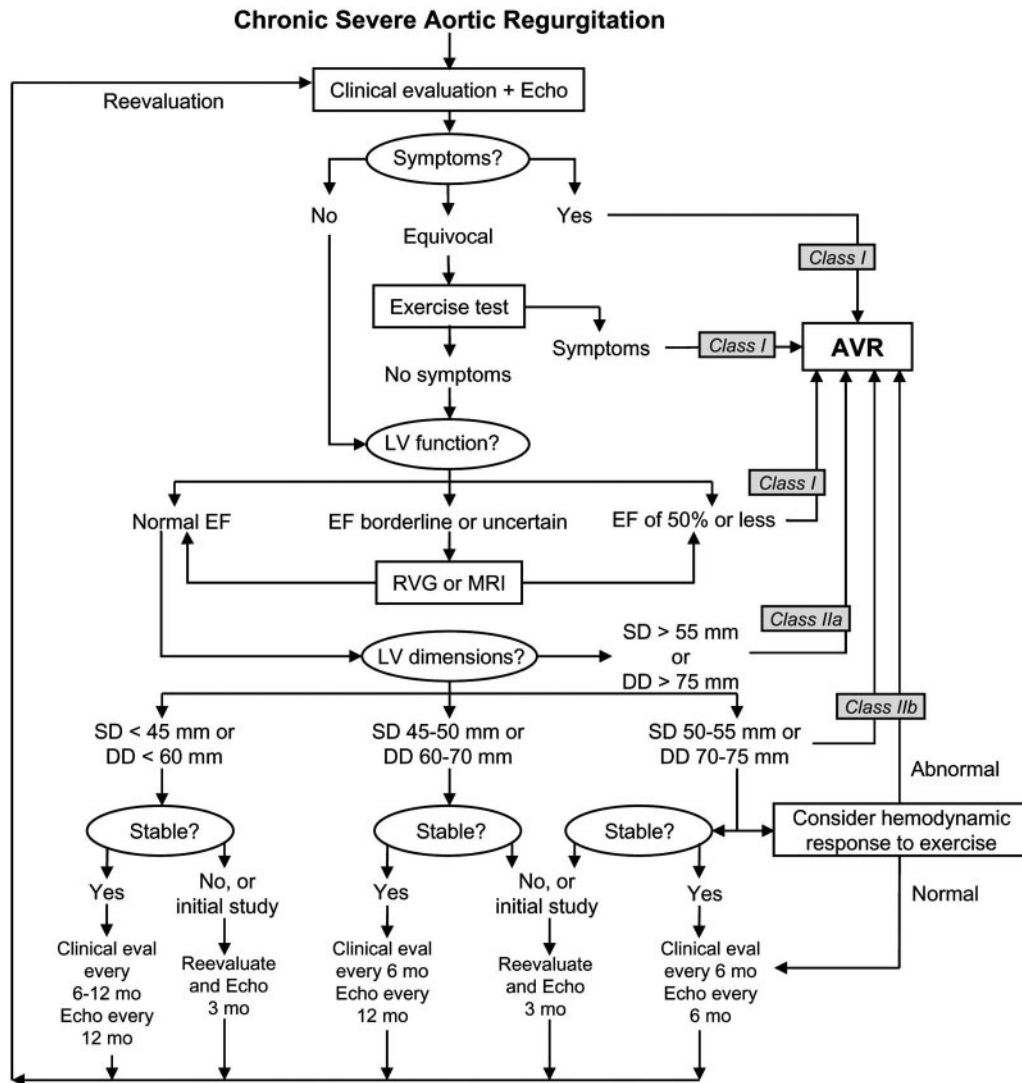 Chronic Severe Aortic Regurgitation
Reevaluation
Clinical evaluation + Echo
Symptoms?
No
Equivocal
Yes
Class I
Exercise test
Symptoms
Class I
AVR
No symptoms
LV function?
Class I
Normal EF
EF borderline or uncertain
EF of 50% or less
RVG or MRI
Class IIa
LV dimensions?
SD > 55 mm
or
DD > 75 mm
Class IIb
SD < 45 mm or
DD < 60 mm
SD 45-50 mm or
DD 60-70 mm
SD 50-55 mm or
DD 70-75 mm
Abnormal
Stable?
Stable?
Stable?
Consider hemodynamic
response to exercise
Yes
No, or
initial study
Yes
No, or
initial study
Yes
Normal
Clinical eval
every
6-12 mo
Echo every
12 mo
Reevaluate
and Echo
3 mo
Clinical eval
every 6 mo
Echo every
12 mo
Reevaluate
and Echo
3 mo
Clinical eval
every 6 mo
Echo every
6 mo